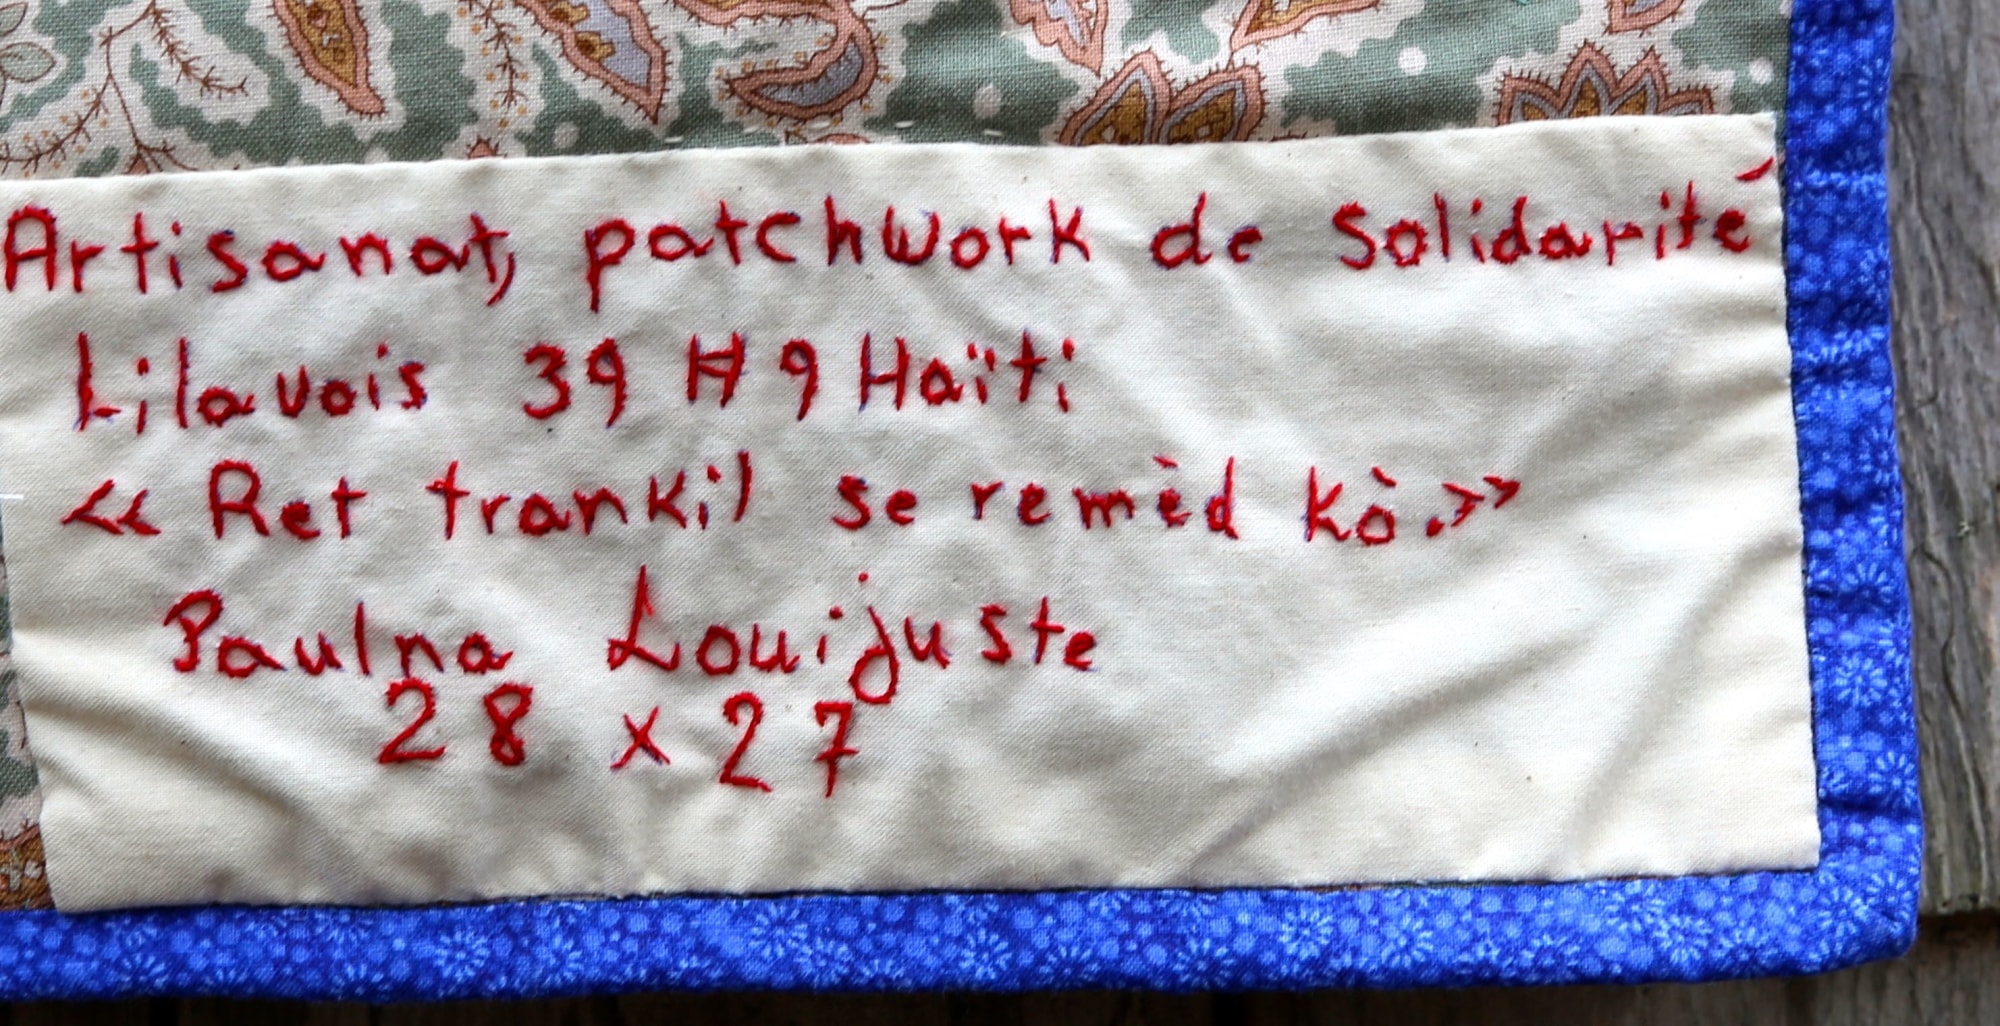 Artisanat, patchwork de Solidarité
Lilavois 39 # 9 Haïti
<< Ret trankil se remèd kò.>>
Paulna Louijuste
28 x 27